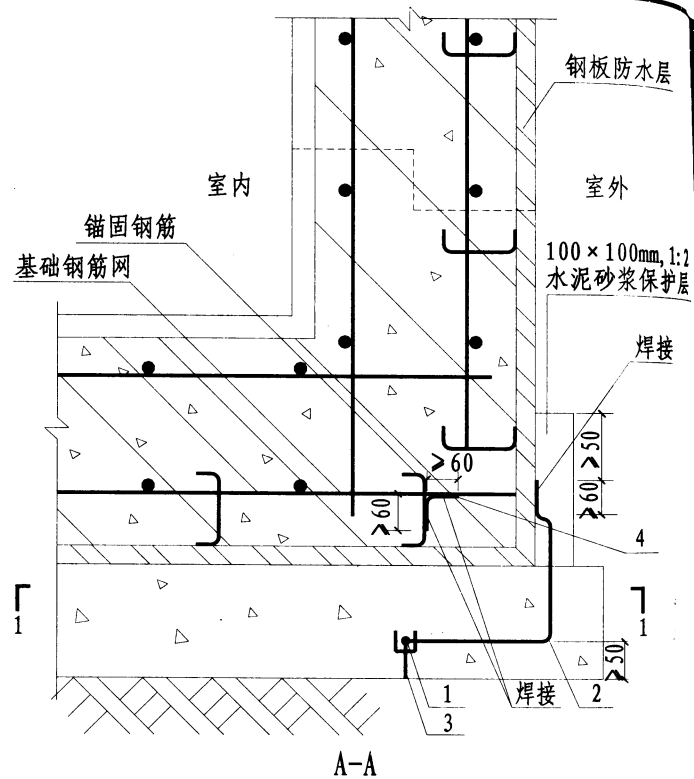 钢板防水层
室内
室外
锚固钢筋
基础钢筋网
100×100mm,1:2
水泥砂浆保护层
焊接
≥50
≥60
≥60
≥60
4
1
1
≥50
1
焊接
2
3
A-A